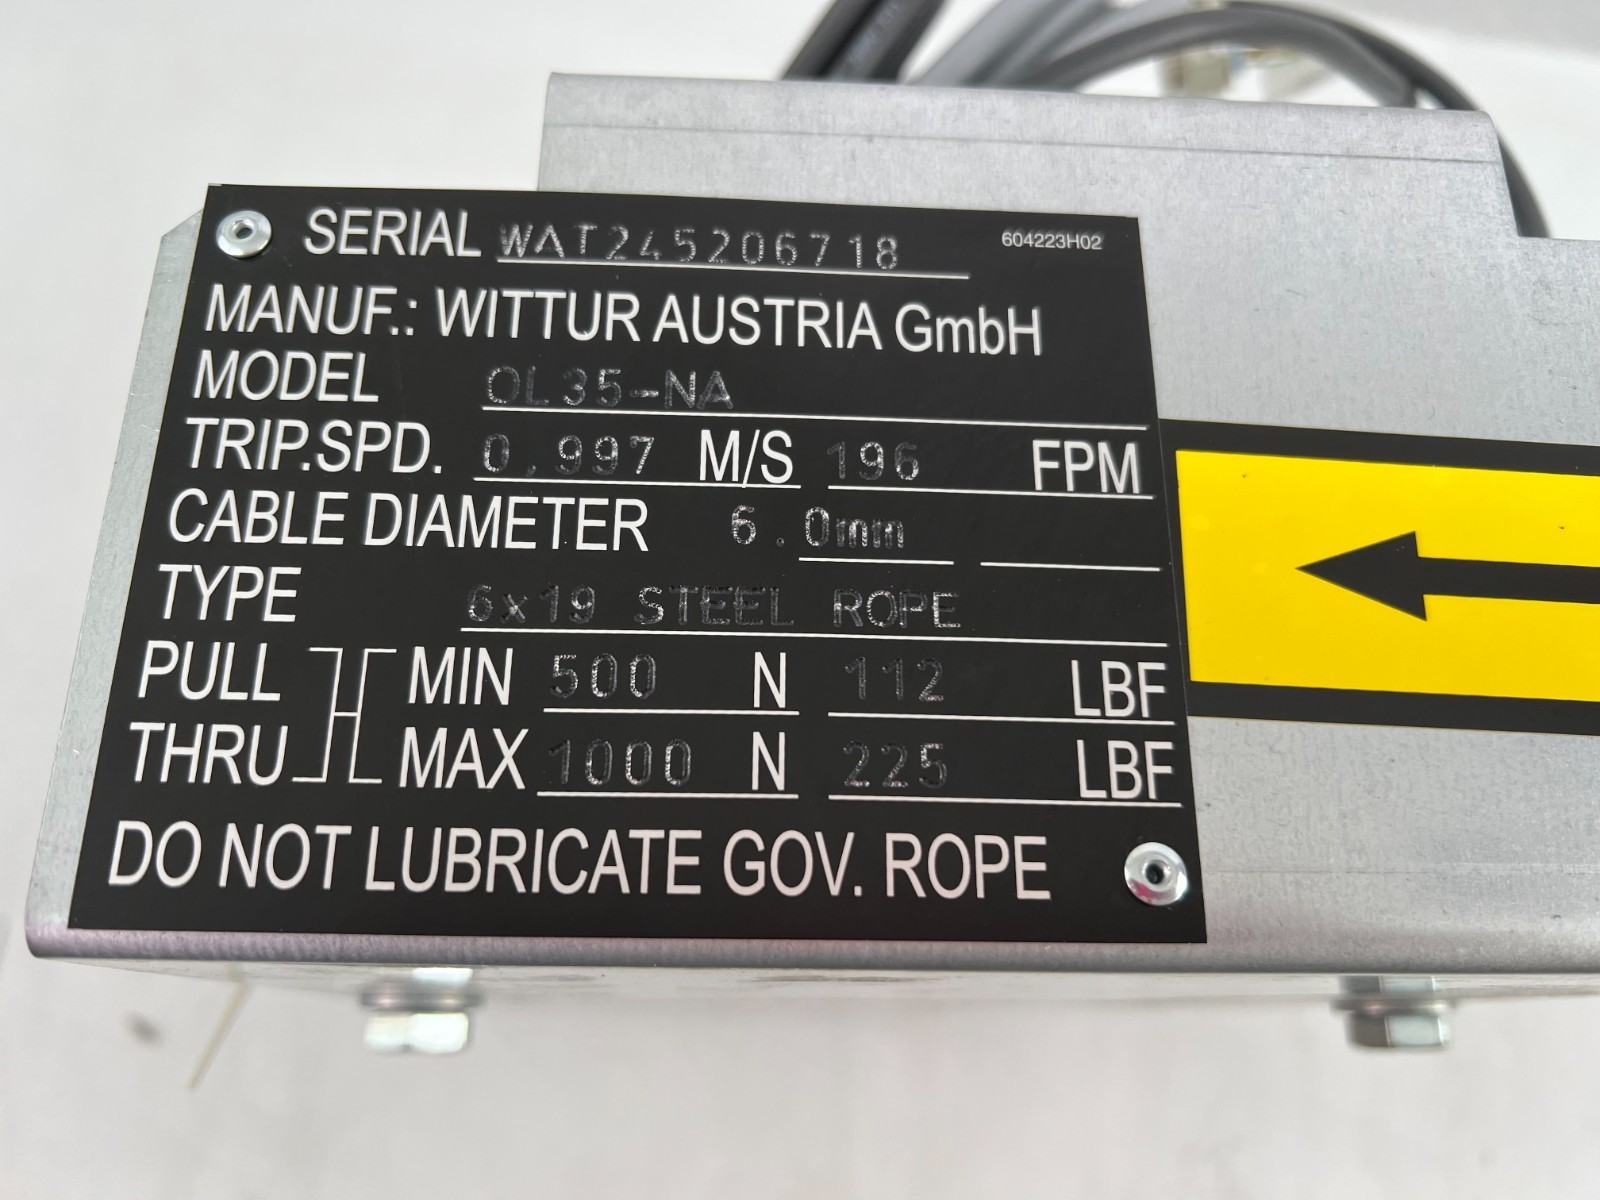 SERIAL WAT245206718
604223H02
MANUF.: WITTUR AUSTRIA GmbH
MODEL OL35-NA
TRIP.SPD. 0.997 M/S 196 FPM
CABLE DIAMETER 6.0mm
TYPE 6x19 STEEL ROPE
PULL MIN 500 N 112 LBF
THRU MAX 1000 N 225 LBF
DO NOT LUBRICATE GOV. ROPE